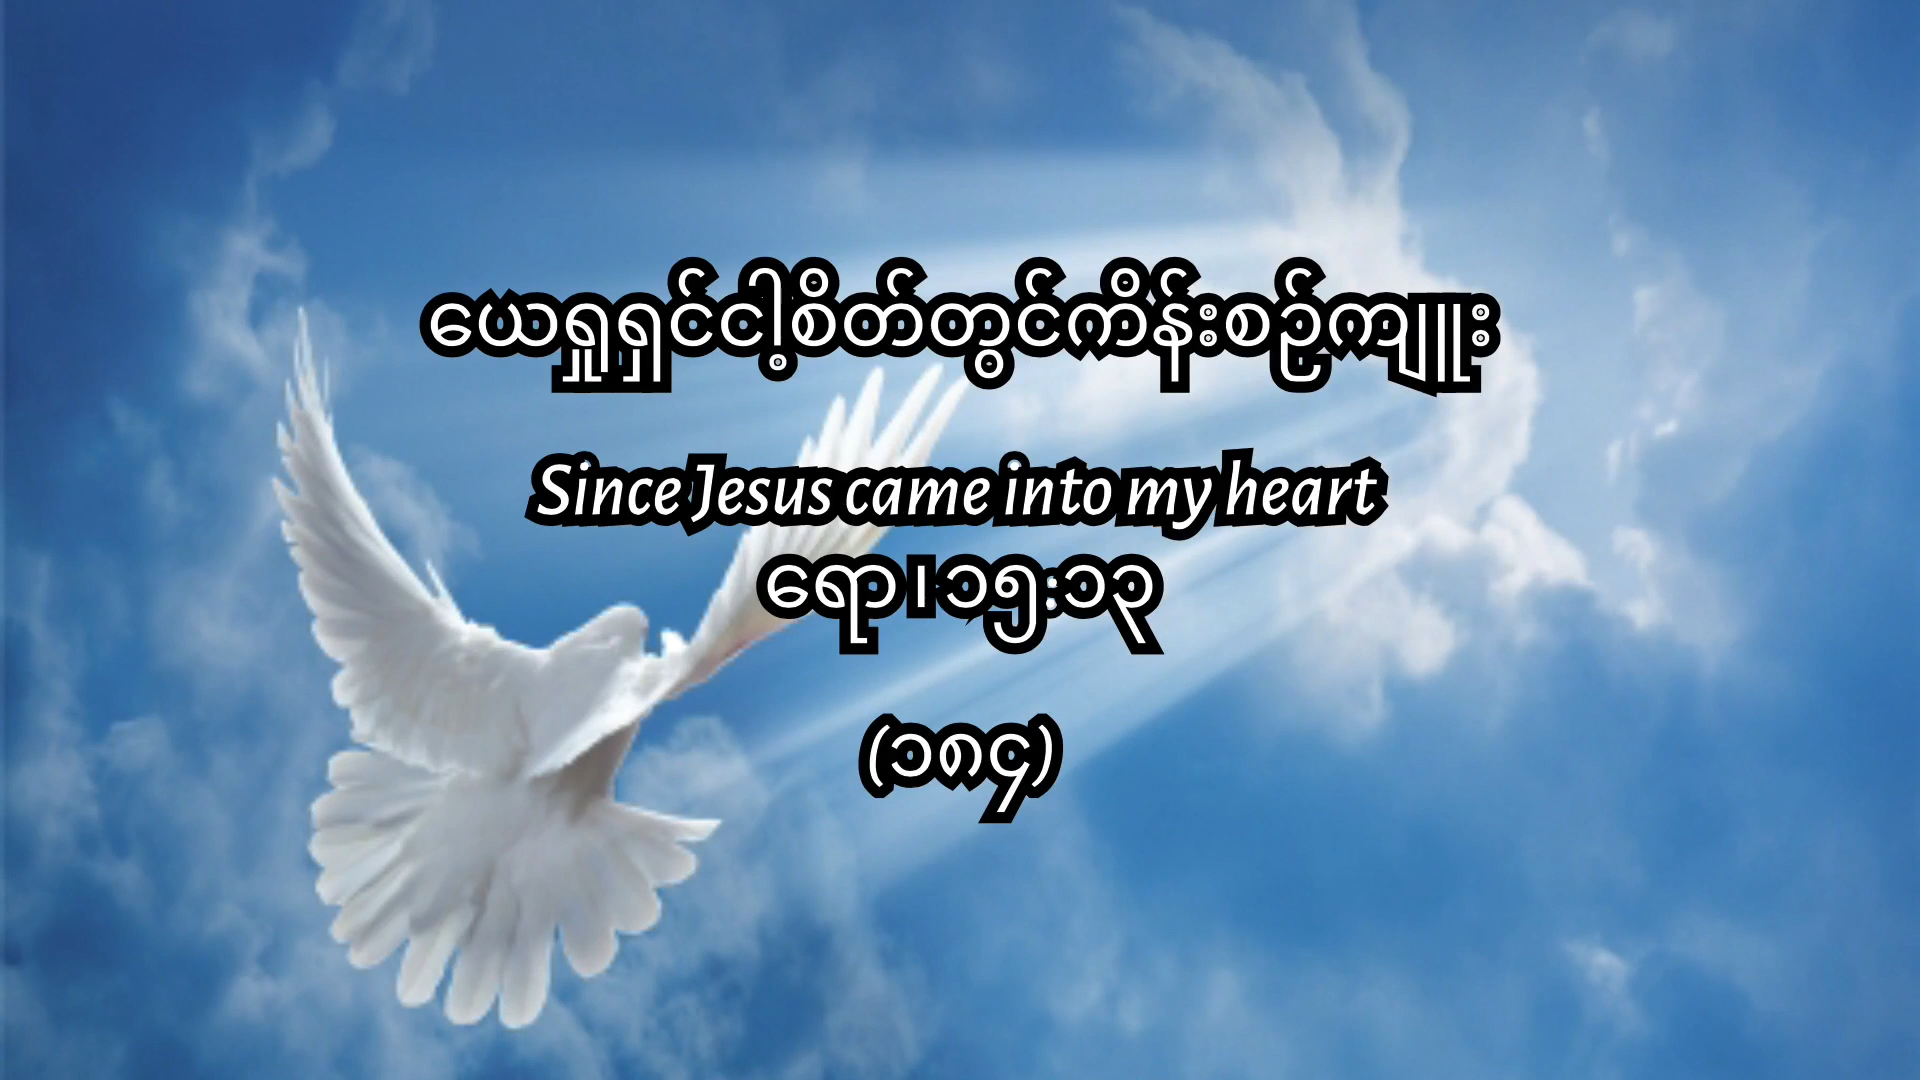 ယေရှုရှင်ငါ့စိတ်တွင်ကိန်းစဉ်ကျူး
Since Jesus came into my heart
ရော၊၁၅း၁၃
(၁၈၄)